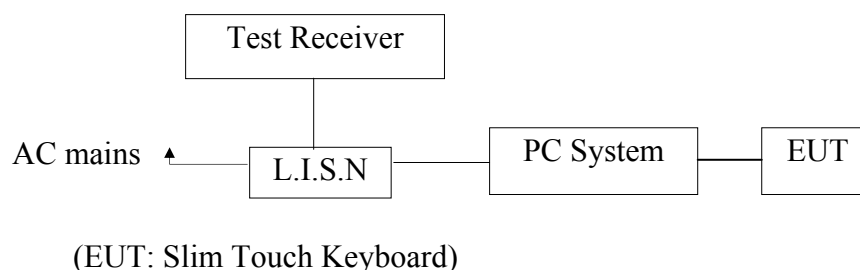 Test Receiver
AC mains
L.I.S.N
PC System
EUT
(EUT: Slim Touch Keyboard)